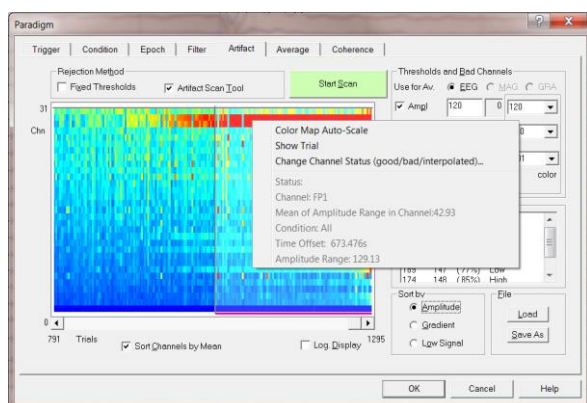 Paradigm
Trigger
Condition
Epoch
Filter
Artifact
Average
Coherence
Rejection Method
Fixed Thresholds
Artifact Scan Tool
Start Scan
Thresholds and Bad Channels
Use for Av.
EEG
MAG
GRA
Ampl
120
0
120
31
Chn
color
Color Map Auto-Scale
Show Trial
Change Channel Status (good/bad/interpolated)...
Status:
Channel: FP1
Mean of Amplitude Range in Channel:42.93
Condition: All
Time Offset: 673.476s
Amplitude Range: 129.13
174 148 (85%) High
Sort by
Amplitude
Gradient
Low Signal
File
Load
Save As
0
791
Trials
1295
Sort Channels by Mean
Log. Display
OK
Cancel
Help